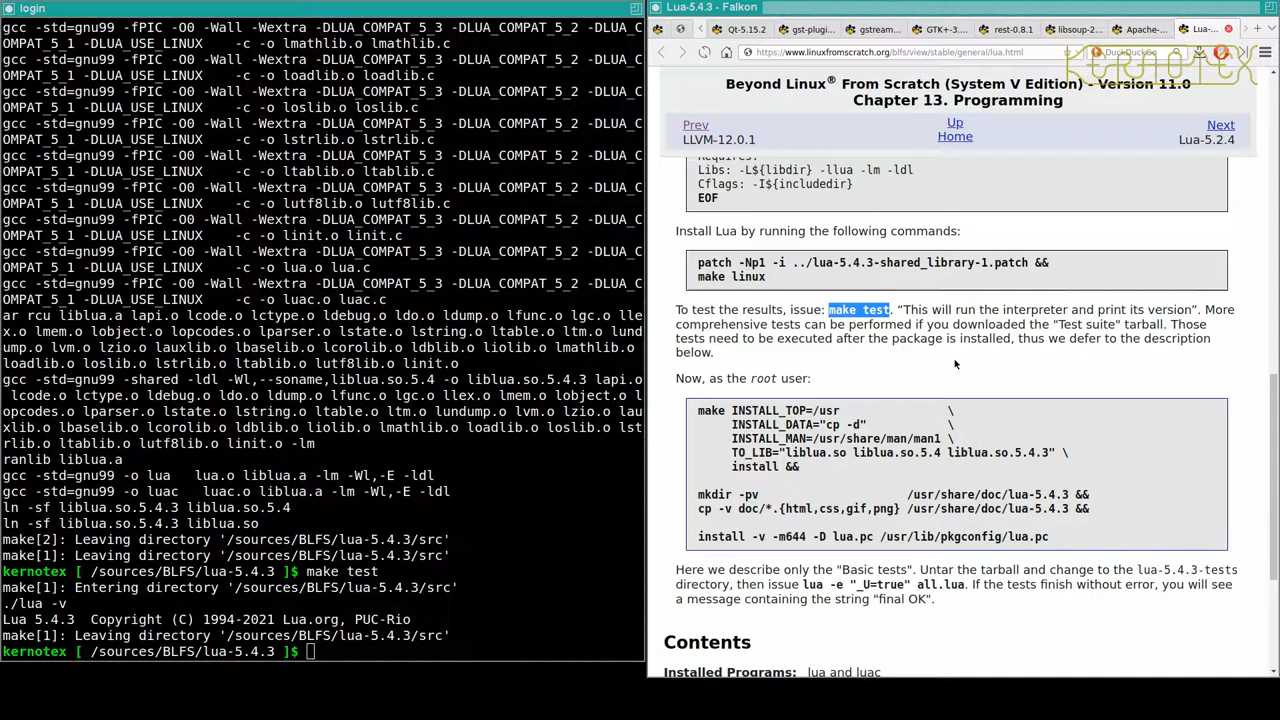 login
gcc -std=gnu99 -fPIC -O0 -Wall -Wextra -DLUA_COMPAT_5_3 -DLUA_COMPAT_5_2 -DLUA_C
OMPAT_5_1 -DLUA_USE_LINUX    -c -o lmathlib.o lmathlib.c
gcc -std=gnu99 -fPIC -O0 -Wall -Wextra -DLUA_COMPAT_5_3 -DLUA_COMPAT_5_2 -DLUA_C
OMPAT_5_1 -DLUA_USE_LINUX    -c -o loadlib.o loadlib.c
gcc -std=gnu99 -fPIC -O0 -Wall -Wextra -DLUA_COMPAT_5_3 -DLUA_COMPAT_5_2 -DLUA_C
OMPAT_5_1 -DLUA_USE_LINUX    -c -o loslib.o loslib.c
gcc -std=gnu99 -fPIC -O0 -Wall -Wextra -DLUA_COMPAT_5_3 -DLUA_COMPAT_5_2 -DLUA_C
OMPAT_5_1 -DLUA_USE_LINUX    -c -o lstrlib.o lstrlib.c
gcc -std=gnu99 -fPIC -O0 -Wall -Wextra -DLUA_COMPAT_5_3 -DLUA_COMPAT_5_2 -DLUA_C
OMPAT_5_1 -DLUA_USE_LINUX    -c -o ltablib.o ltablib.c
gcc -std=gnu99 -fPIC -O0 -Wall -Wextra -DLUA_COMPAT_5_3 -DLUA_COMPAT_5_2 -DLUA_C
OMPAT_5_1 -DLUA_USE_LINUX    -c -o lutf8lib.o lutf8lib.c
gcc -std=gnu99 -fPIC -O0 -Wall -Wextra -DLUA_COMPAT_5_3 -DLUA_COMPAT_5_2 -DLUA_C
OMPAT_5_1 -DLUA_USE_LINUX    -c -o linit.o linit.c
gcc -std=gnu99 -fPIC -O0 -Wall -Wextra -DLUA_COMPAT_5_3 -DLUA_COMPAT_5_2 -DLUA_C
OMPAT_5_1 -DLUA_USE_LINUX    -c -o lua.o lua.c
gcc -std=gnu99 -fPIC -O0 -Wall -Wextra -DLUA_COMPAT_5_3 -DLUA_COMPAT_5_2 -DLUA_C
OMPAT_5_1 -DLUA_USE_LINUX    -c -o luac.o luac.c
ar rcu liblua.a lapi.o lcode.o lctype.o ldebug.o ldo.o ldump.o lfunc.o lgc.o lle
x.o lmem.o lobject.o lopcodes.o lparser.o lstate.o lstring.o ltable.o ltm.o lund
ump.o lvm.o lzio.o lauxlib.o lbaselib.o lcorolib.o ldblib.o liolib.o lmathlib.o
loadlib.o loslib.o lstrlib.o ltablib.o lutf8lib.o linit.o
gcc -shared -ldl -Wl,--soname,liblua.so.5.4 -o liblua.so.5.4.3 lapi.o
lcode.o lctype.o ldebug.o ldo.o ldump.o lfunc.o lgc.o llex.o lmem.o lobject.o l
opcodes.o lparser.o lstate.o lstring.o ltable.o ltm.o lundump.o lvm.o lzio.o lau
xlib.o lbaselib.o lcorolib.o ldblib.o liolib.o lmathlib.o loadlib.o loslib.o lst
rlib.o ltablib.o lutf8lib.o linit.o -lm
ranlib liblua.a
gcc -std=gnu99 -o lua   lua.o liblua.a -lm -Wl,-E -ldl
gcc -std=gnu99 -o luac   luac.o liblua.a -lm -Wl,-E -ldl
ln -sf liblua.so.5.4.3 liblua.so.5.4
ln -sf liblua.so.5.4.3 liblua.so
make[2]: Leaving directory '/sources/BLFS/lua-5.4.3/src'
make[1]: Leaving directory '/sources/BLFS/lua-5.4.3/src'
kernotex [ /sources/BLFS/lua-5.4.3 ]$ make test
make[1]: Entering directory '/sources/BLFS/lua-5.4.3/src'
./lua -v
Lua 5.4.3  Copyright (C) 1994-2021 Lua.org, PUC-Rio
make[1]: Leaving directory '/sources/BLFS/lua-5.4.3/src'
kernotex [ /sources/BLFS/lua-5.4.3 ]$
Lua-5.4.3 - Falkon
Qt-5.15.2 gst-plugi... gstream... GTK+-3... rest-0.8.1 libsoup-2... Apache-... Lua-...
https://www.linuxfromscratch.org/blfs/view/stable/general/lua.html DuckDuckGo
KERNOTEX
Beyond Linux® From Scratch (System V Edition) - Version 11.0
Chapter 13. Programming
Prev Up Next
LLVM-12.0.1 Home Lua-5.2.4
Requires:
Libs: -L${libdir} -llua -lm -ldl
Cflags: -I${includedir}
EOF
Install Lua by running the following commands:
patch -Np1 -i ../lua-5.4.3-shared_library-1.patch &&
make linux
To test the results, issue: make test. “This will run the interpreter and print its version”. More
comprehensive tests can be performed if you downloaded the "Test suite" tarball. Those
tests need to be executed after the package is installed, thus we defer to the description
below.
Now, as the root user:
make INSTALL_TOP=/usr                \
     INSTALL_DATA="cp -d"            \
     INSTALL_MAN=/usr/share/man/man1 \
     TO_LIB="liblua.so liblua.so.5.4 liblua.so.5.4.3" \
     install &&
mkdir -pv                      /usr/share/doc/lua-5.4.3 &&
cp -v doc/*.{html,css,gif,png} /usr/share/doc/lua-5.4.3 &&
install -v -m644 -D lua.pc /usr/lib/pkgconfig/lua.pc
Here we describe only the "Basic tests". Untar the tarball and change to the lua-5.4.3-tests
directory, then issue lua -e "_U=true" all.lua. If the tests finish without error, you will see
a message containing the string "final OK".
Contents
Installed Programs: lua and luac